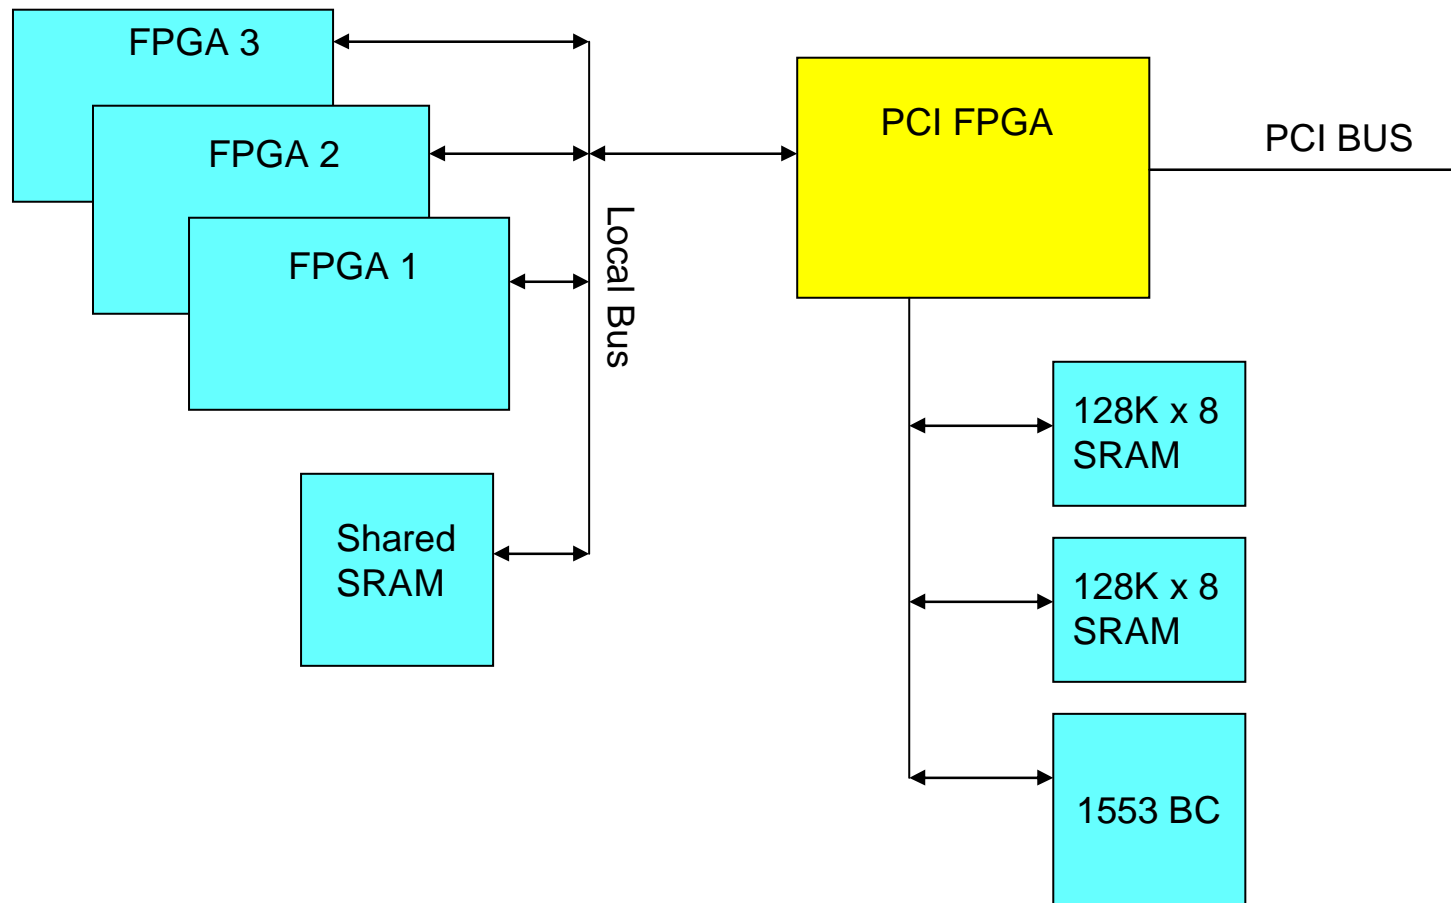 FPGA 3
FPGA 2
FPGA 1
Local Bus
Shared
SRAM
PCI FPGA
PCI BUS
128K x 8
SRAM
128K x 8
SRAM
1553 BC